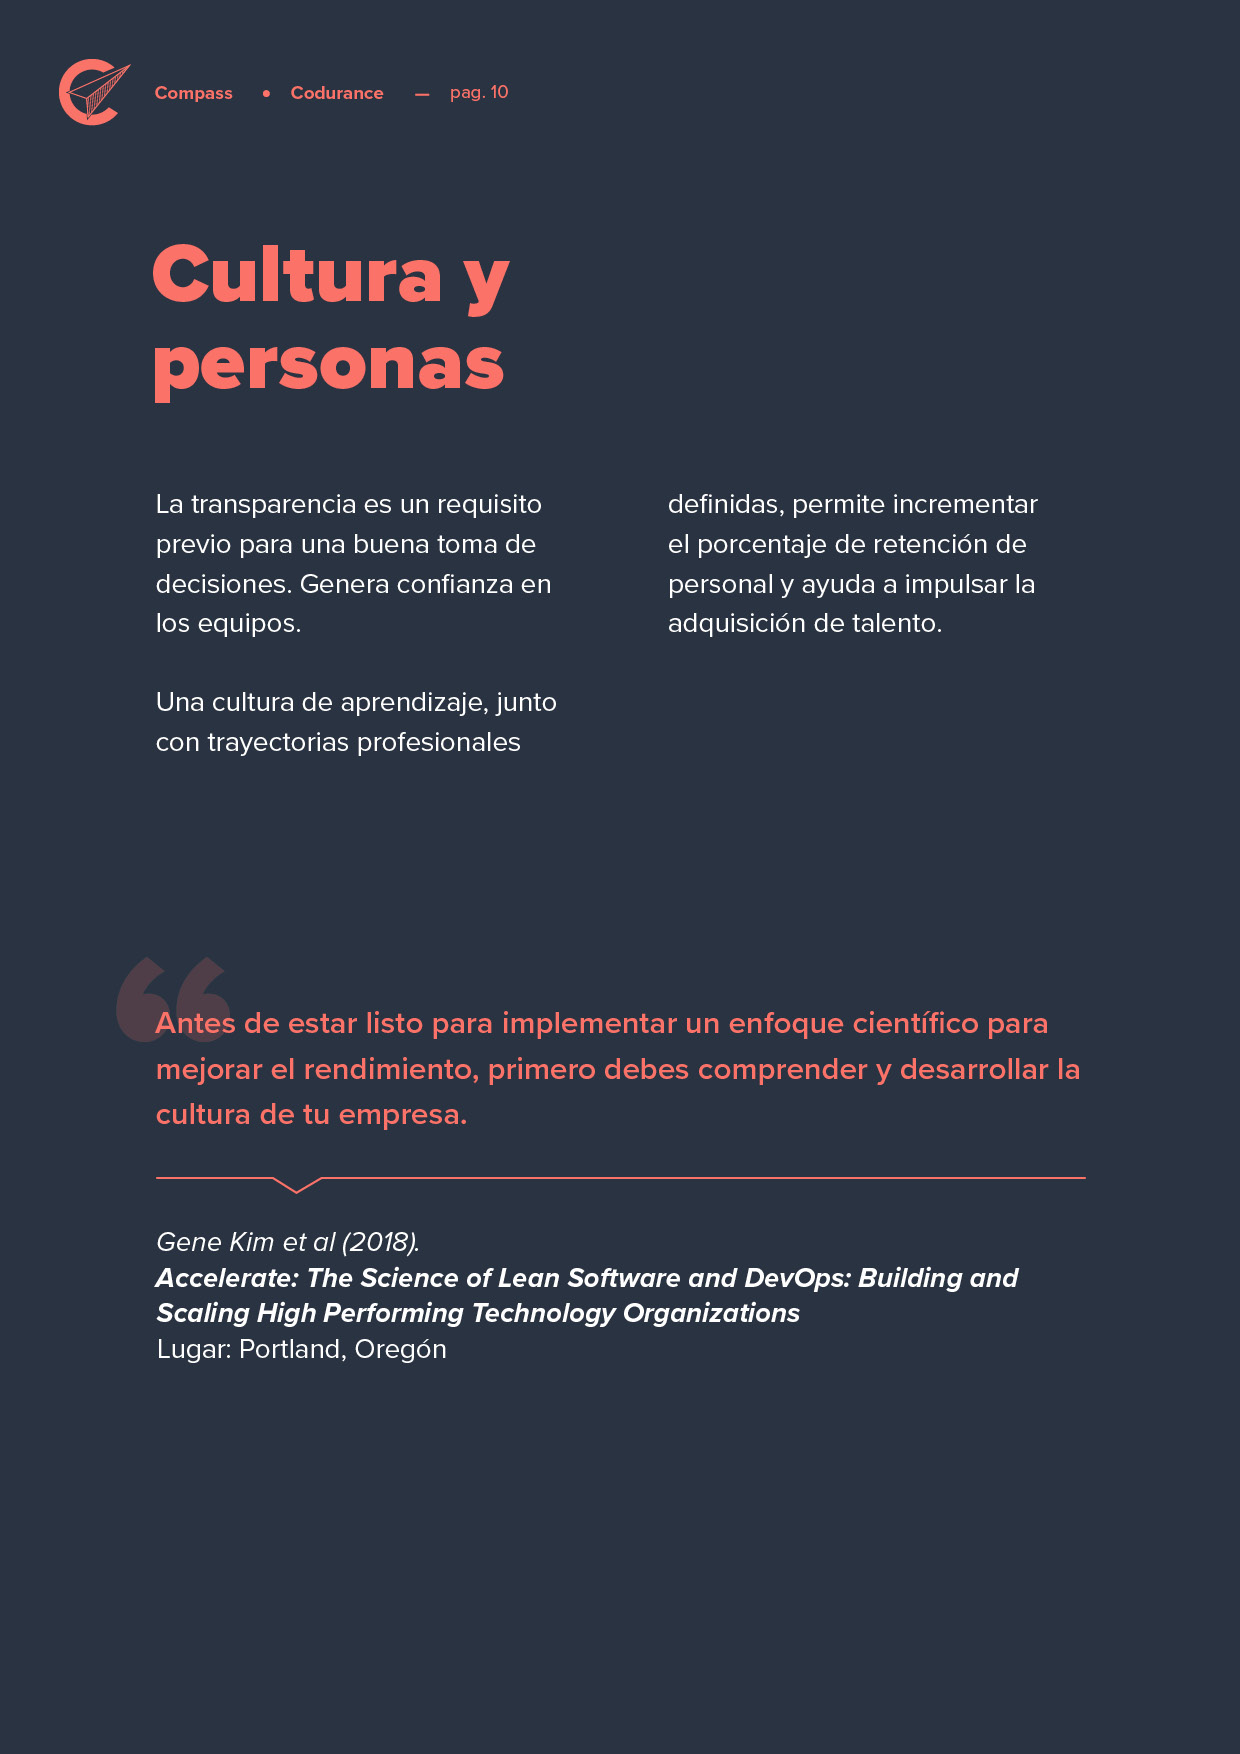 Compass • Codurance — pag. 10
Cultura y
personas
La transparencia es un requisito
previo para una buena toma de
decisiones. Genera confianza en
los equipos.
Una cultura de aprendizaje, junto
con trayectorias profesionales
definidas, permite incrementar
el porcentaje de retención de
personal y ayuda a impulsar la
adquisición de talento.
“
Antes de estar listo para implementar un enfoque científico para
mejorar el rendimiento, primero debes comprender y desarrollar la
cultura de tu empresa.
Gene Kim et al (2018).
Accelerate: The Science of Lean Software and DevOps: Building and
Scaling High Performing Technology Organizations
Lugar: Portland, Oregón